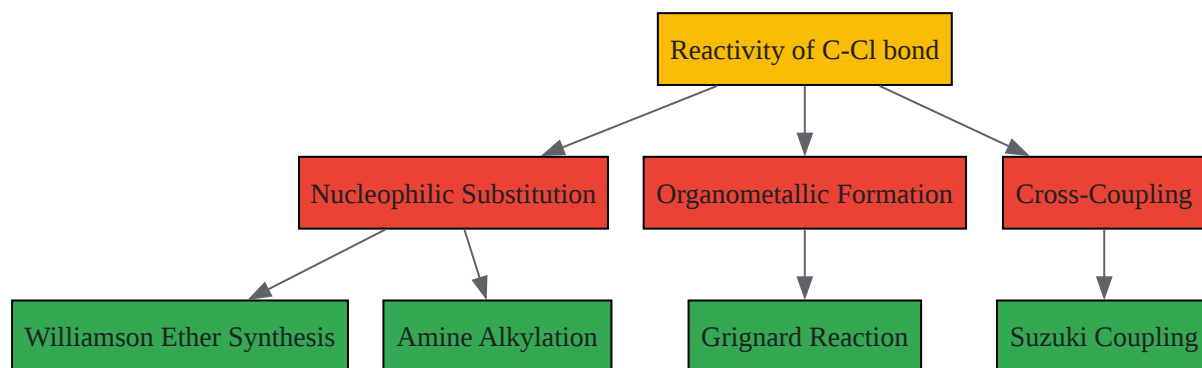 Reactivity of C-Cl bond
Nucleophilic Substitution
Organometallic Formation
Cross-Coupling
Williamson Ether Synthesis
Amine Alkylation
Grignard Reaction
Suzuki Coupling